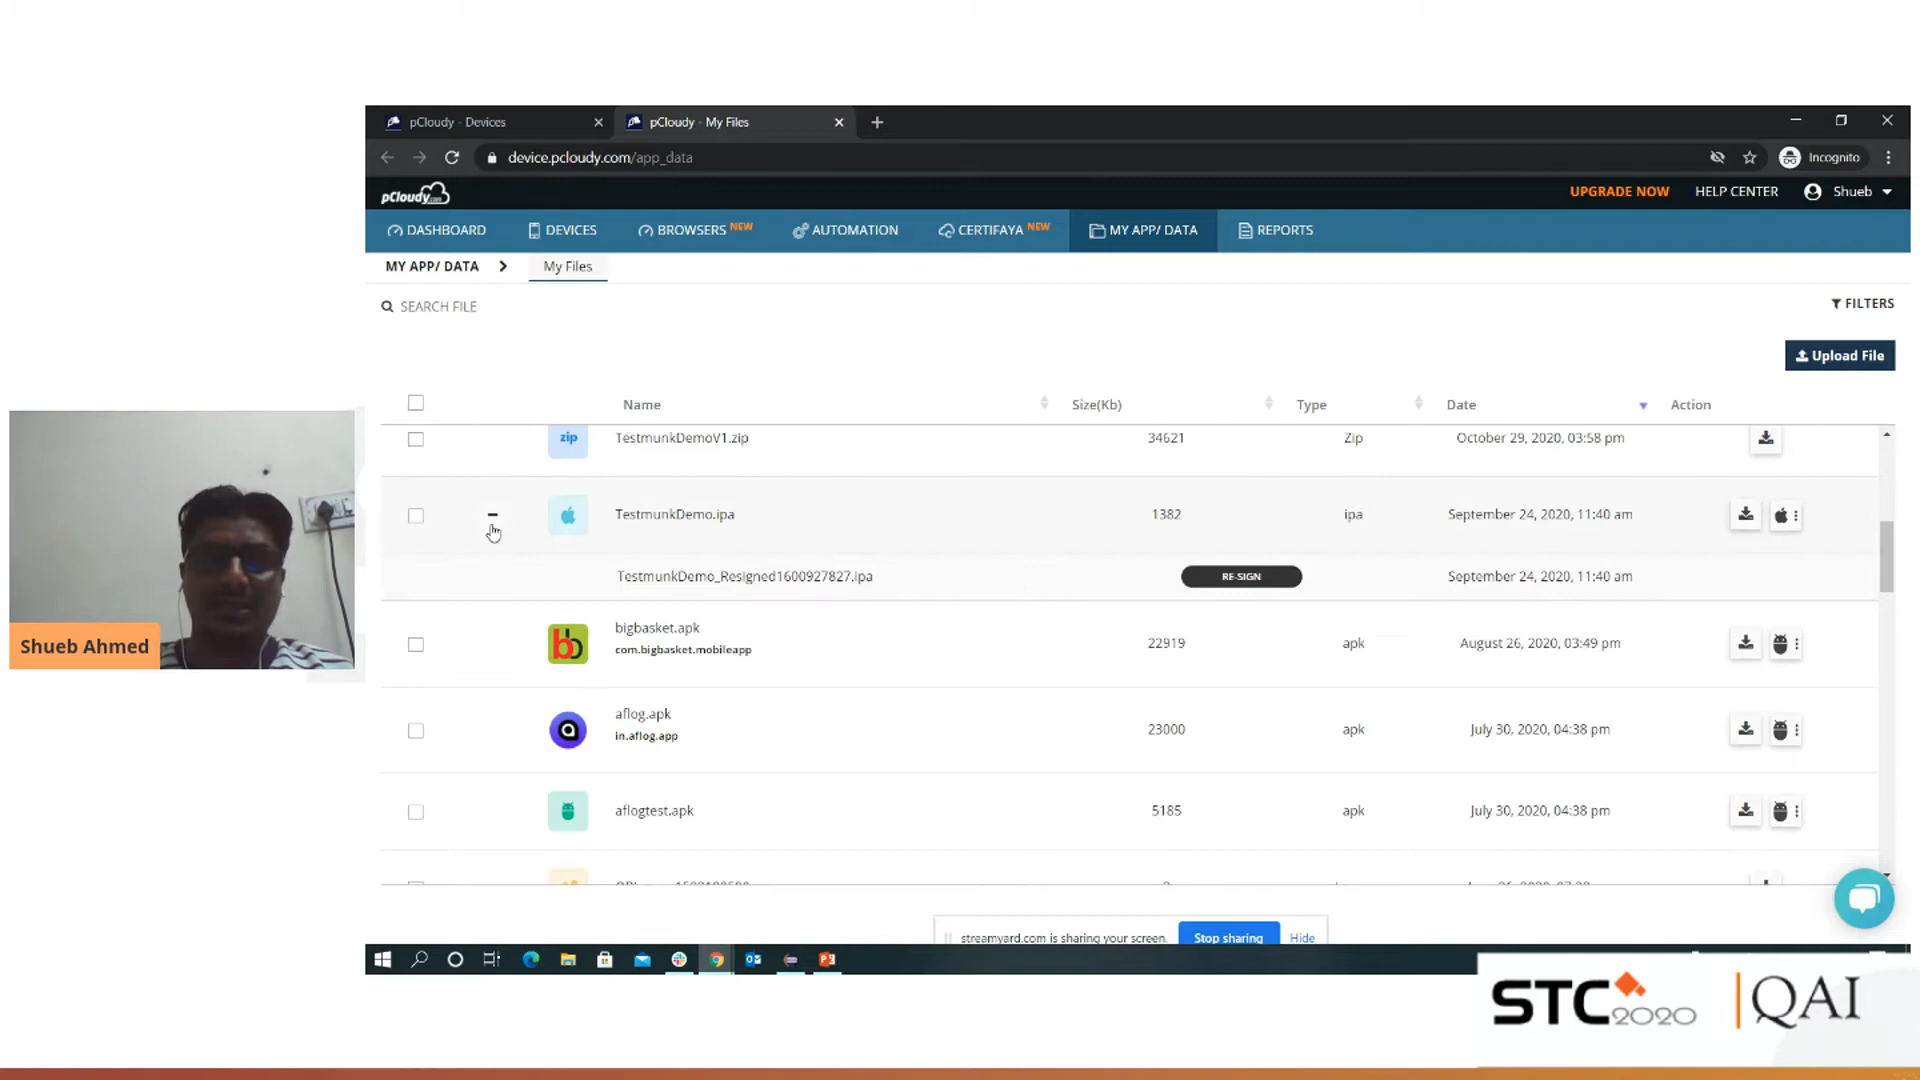 pCloudy - Devices
pCloudy - My Files
device.pcloudy.com/app_data
Incognito
pCloudy.com
UPGRADE NOW
HELP CENTER
Shueb
DASHBOARD
DEVICES
BROWSERS NEW
AUTOMATION
CERTIFAYA NEW
MY APP/ DATA
REPORTS
MY APP/ DATA
My Files
SEARCH FILE
FILTERS
Upload File
Name
Size(Kb)
Type
Date
Action
zip
TestmunkDemoV1.zip
34621
Zip
October 29, 2020, 03:58 pm
TestmunkDemo.ipa
1382
ipa
September 24, 2020, 11:40 am
TestmunkDemo_Resigned1600927827.ipa
RE-SIGN
September 24, 2020, 11:40 am
bb
bigbasket.apk
com.bigbasket.mobileapp
22919
apk
August 26, 2020, 03:49 pm
aflog.apk
in.aflog.app
23000
apk
July 30, 2020, 04:38 pm
aflogtest.apk
5185
apk
July 30, 2020, 04:38 pm
streamyard.com is sharing your screen.
Stop sharing
Hide
Shueb Ahmed
STC 2020
QAI